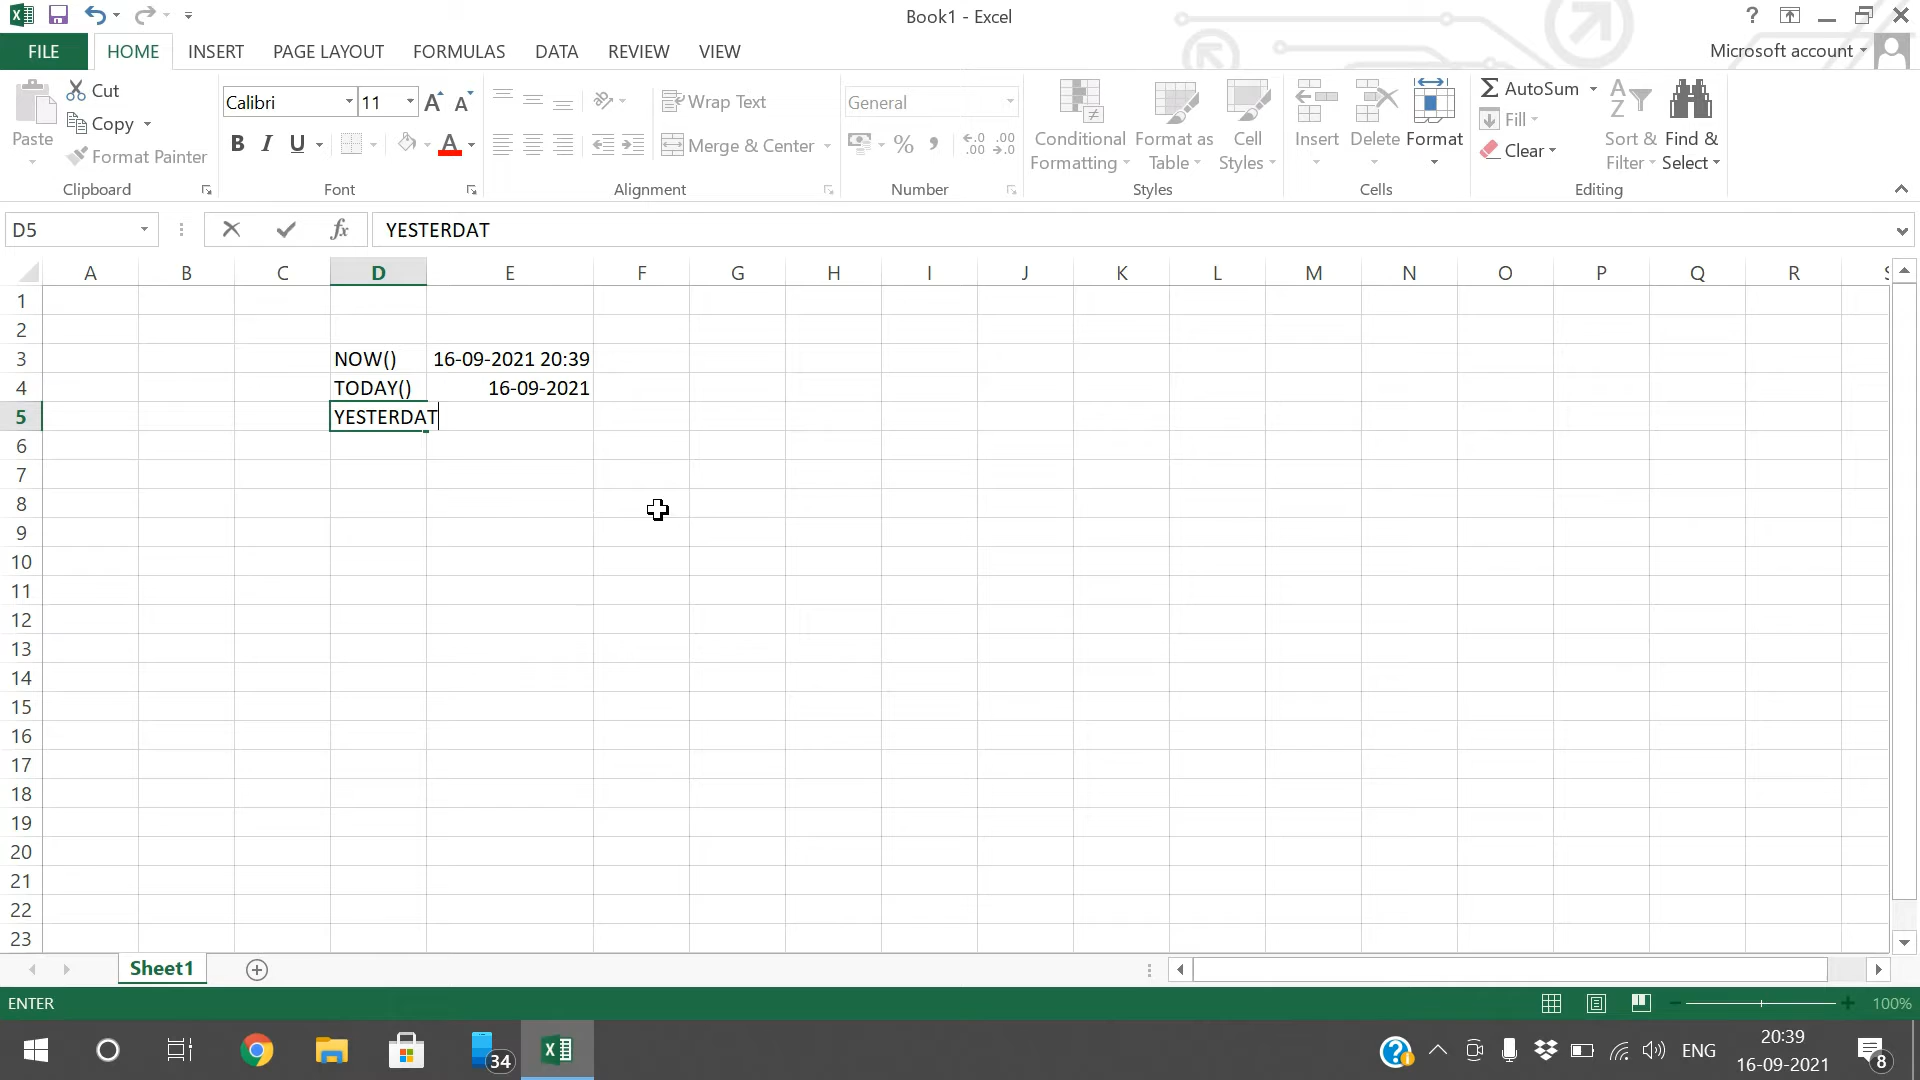 Book1 - Excel
?
FILE HOME INSERT PAGE LAYOUT FORMULAS DATA REVIEW VIEW
Microsoft account
Paste
Cut
Copy
Format Painter
Clipboard
Calibri 11
B I U
Font
Wrap Text
Merge & Center
Alignment
General
%
Number
Conditional Formatting
Format as Table
Cell Styles
Styles
Insert
Delete
Format
Cells
AutoSum
Fill
Clear
Sort & Filter
Find & Select
Editing
D5
fx
YESTERDAT
A B C D E F G H I J K L M N O P Q R
1
2
3 NOW() 16-09-2021 20:39
4 TODAY() 16-09-2021
5 YESTERDAT
6
7
8
9
10
11
12
13
14
15
16
17
18
19
20
21
22
23
Sheet1
ENTER
100%
34
ENG
20:39
16-09-2021
8